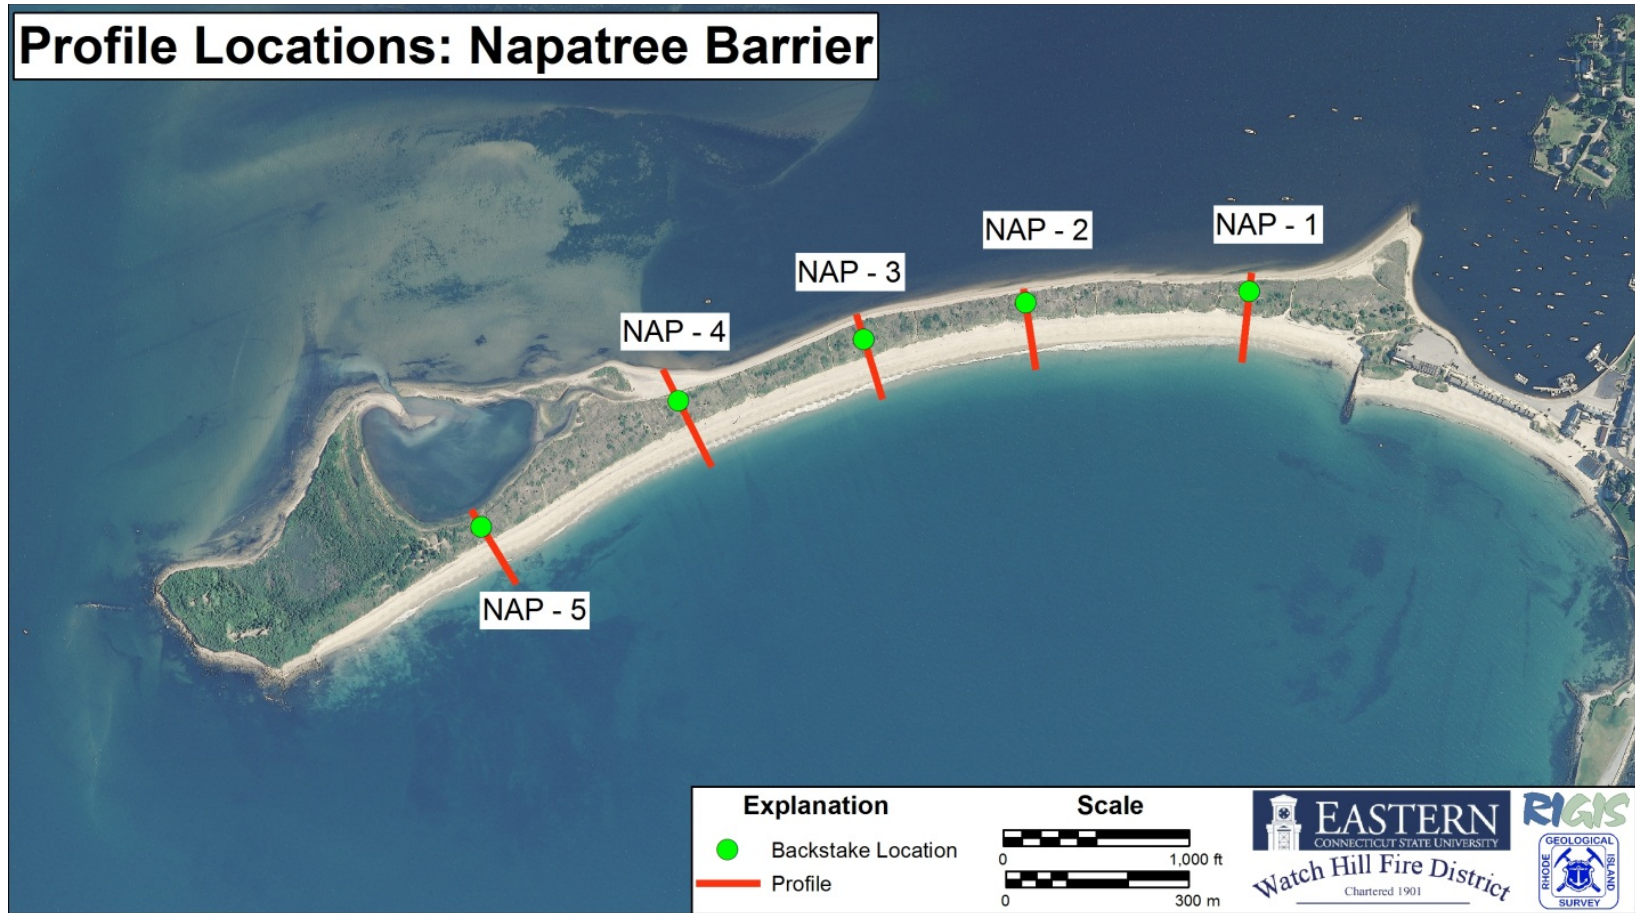 Profile Locations: Napatree Barrier
NAP - 1
NAP - 2
NAP - 3
NAP - 4
NAP - 5
Explanation
Backstake Location
Profile
Scale
0 1,000 ft
0 300 m
EASTERN
CONNECTICUT STATE UNIVERSITY
Watch Hill Fire District
Chartered 1901
RIGIS
RHODE
GEOLOGICAL
ISLAND
SURVEY